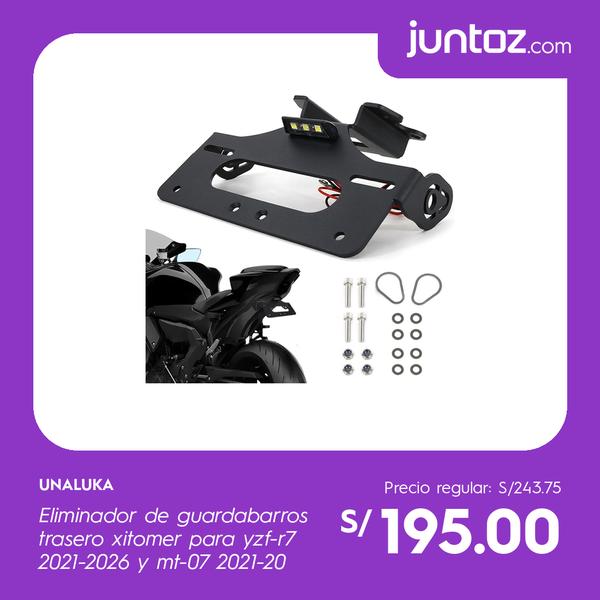 juntoz.com
UNALUKA
Eliminador de guardabarros
trasero xitomer para yzf-r7
2021-2026 y mt-07 2021-20
Precio regular: S/243.75
S/195.00